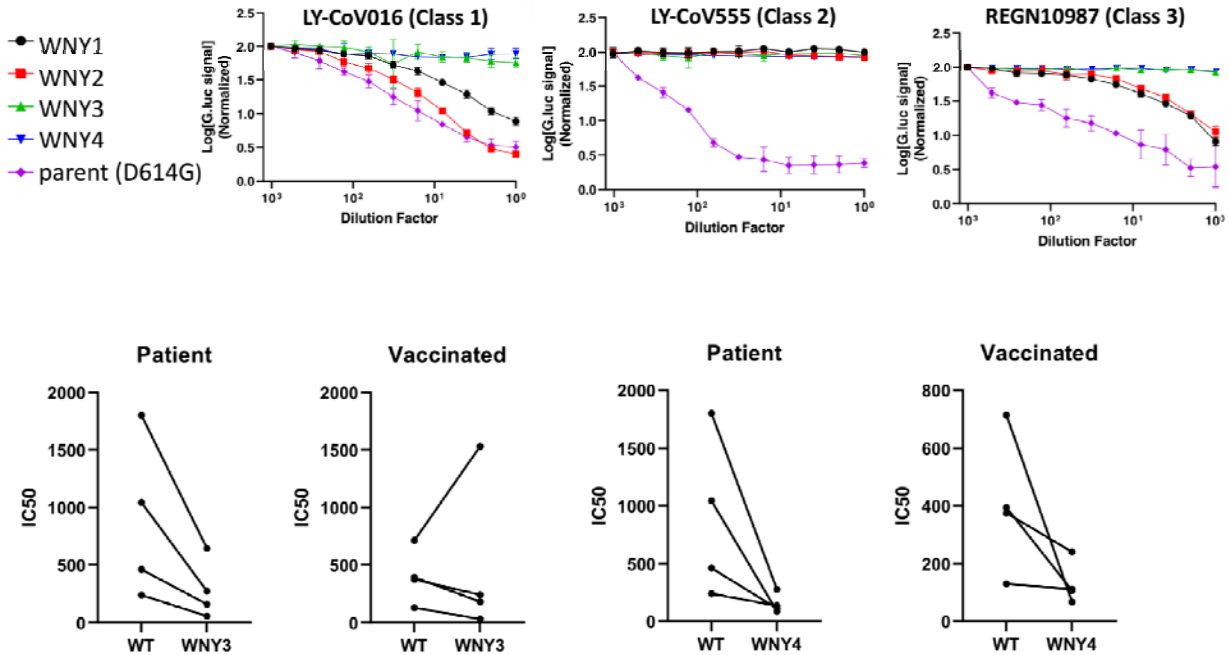 WNY1
WNY2
WNY3
WNY4
parent (D614G)
LY-CoV016 (Class 1)
2.5
2.0
1.5
1.0
0.5
0.0
Log[G.luc signal]
(Normalized)
10³ 10² 10¹ 10⁰
Dilution Factor
LY-CoV555 (Class 2)
2.5
2.0
1.5
1.0
0.5
0.0
Log[G.luc signal]
(Normalized)
10³ 10² 10¹ 10⁰
Dilution Factor
REGN10987 (Class 3)
2.5
2.0
1.5
1.0
0.5
0.0
Log[G.luc signal]
(Normalized)
10³ 10² 10¹ 10⁰
Dilution Factor
Patient
2000
1500
1000
500
0
IC50
WT WNY3
Vaccinated
2000
1500
1000
500
0
IC50
WT WNY3
Patient
2000
1500
1000
500
0
IC50
WT WNY4
Vaccinated
800
600
400
200
0
IC50
WT WNY4